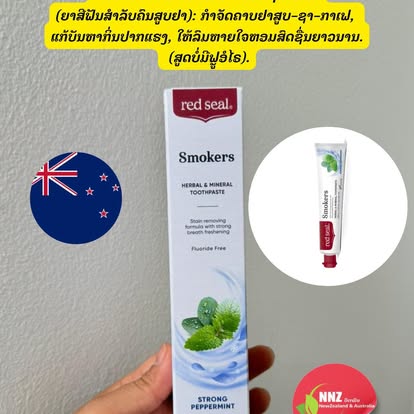 (ຢາສີຟັນສຳລັບຄົນສູບຢາ): ກຳຈັດຄາບຢາສູບ-ຊາ-ກາເຟ,
ແກ້ບັນຫາກິ່ນປາກແຮງ, ໃຫ້ລົມຫາຍໃຈຫອມສົດຊື່ນຍາວນານ.
(ສູດບໍ່ມີຟູອໍໄຣ).
red seal®
Smokers
HERBAL & MINERAL
TOOTHPASTE
Stain removing
formula with strong
breath freshening
Fluoride Free
STRONG
PEPPERMINT
red seal
Smokers
NNZ
NewZealand & Australia